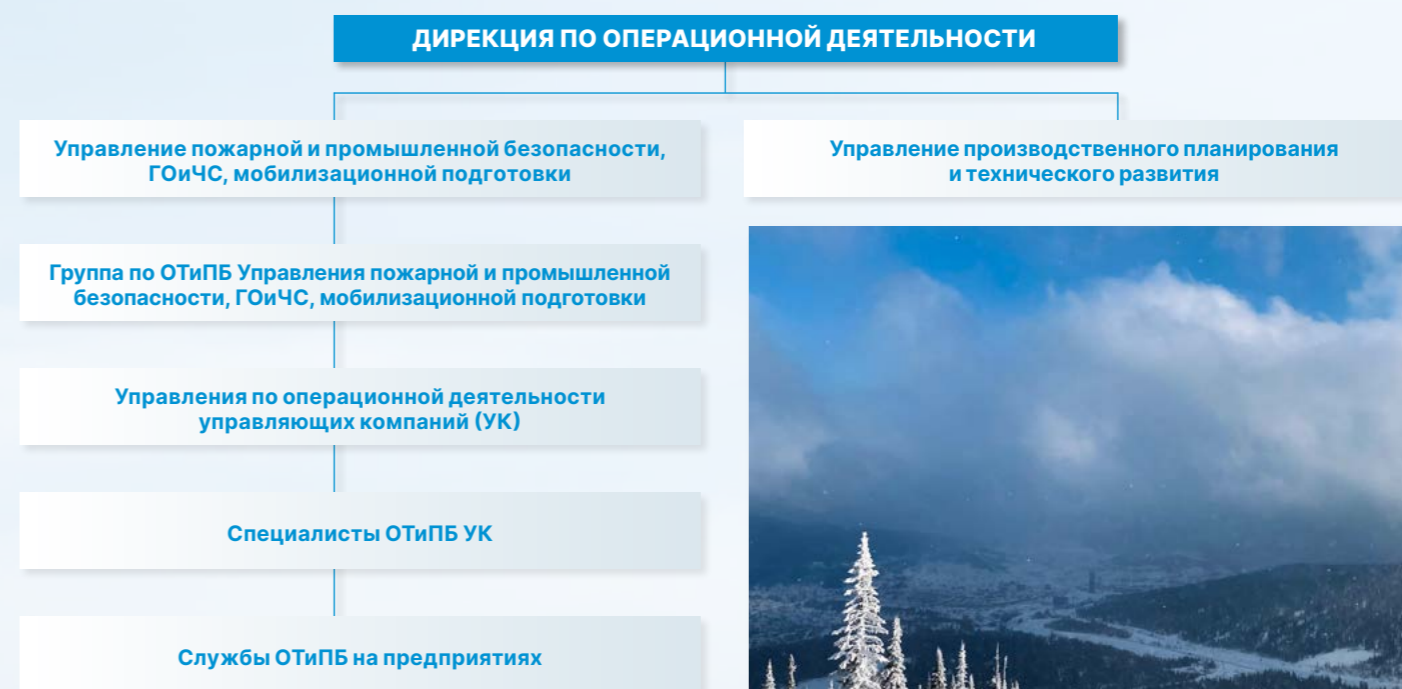 ДИРЕКЦИЯ ПО ОПЕРАЦИОННОЙ ДЕЯТЕЛЬНОСТИ
Управление пожарной и промышленной безопасности,
ГОиЧС, мобилизационной подготовки
Управление производственного планирования
и технического развития
Группа по ОТиПБ Управления пожарной и промышленной
безопасности, ГОиЧС, мобилизационной подготовки
Управления по операционной деятельности
управляющих компаний (УК)
Специалисты ОТиПБ УК
Службы ОТиПБ на предприятиях